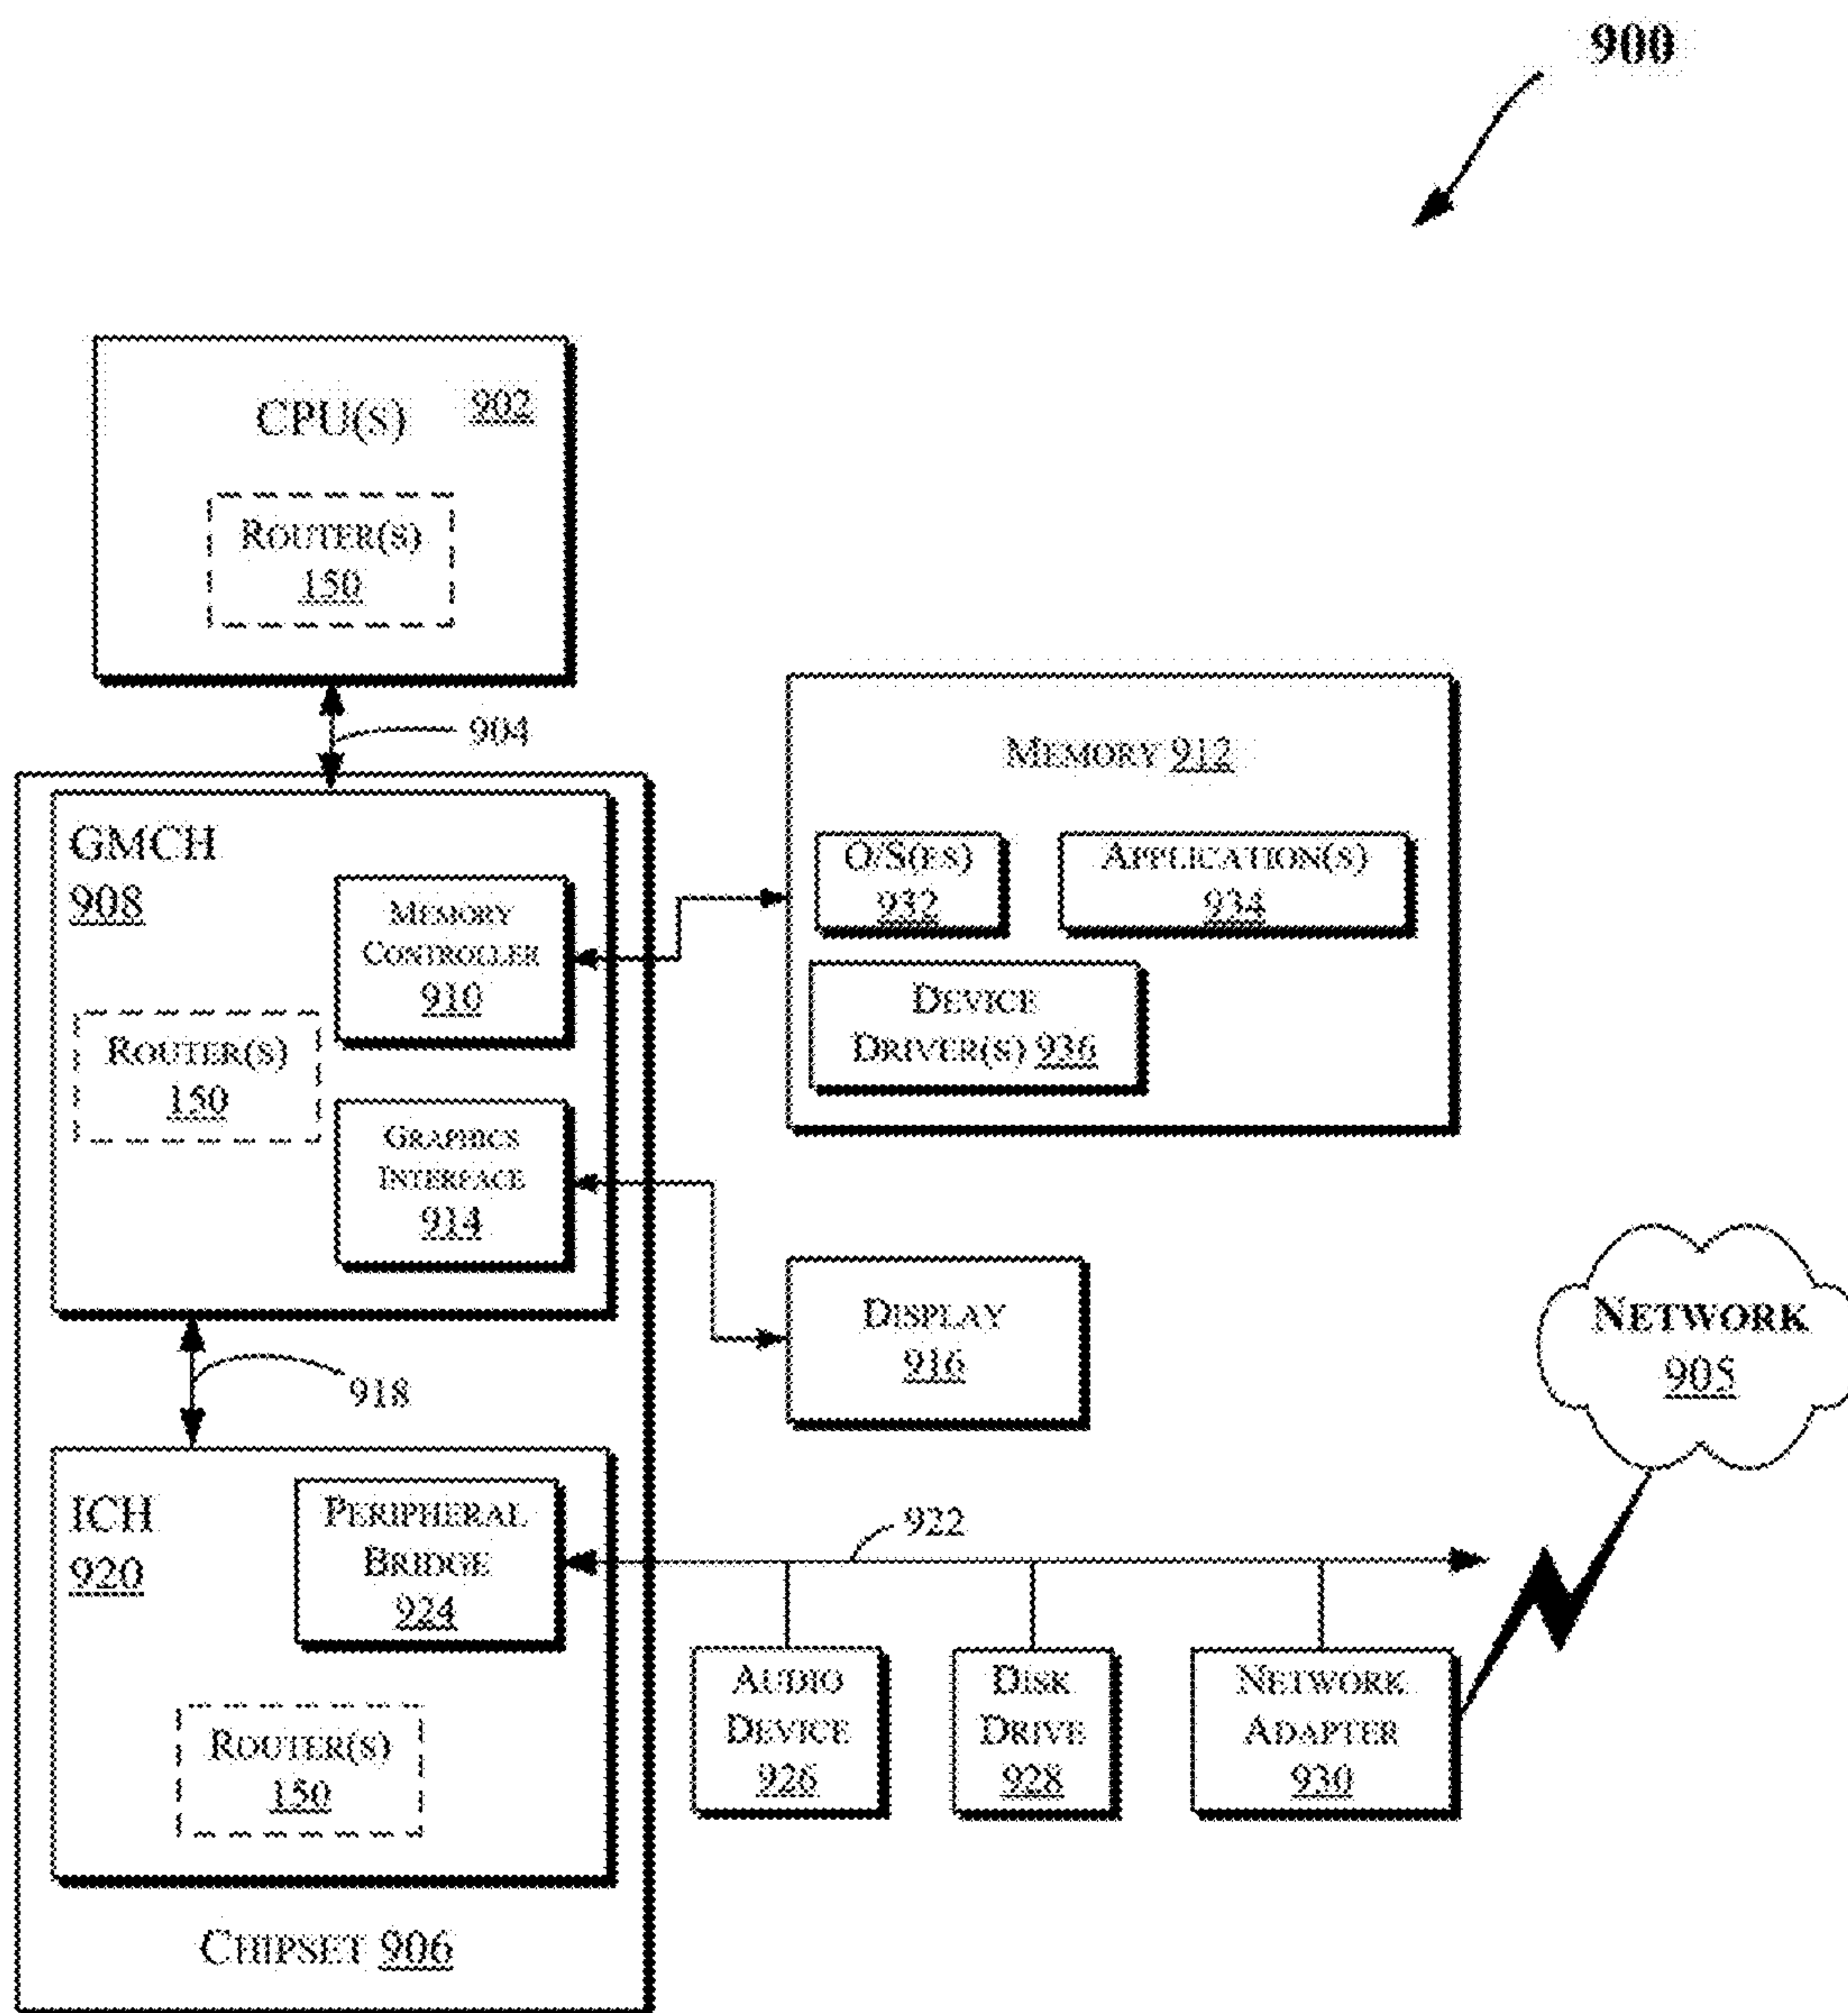 900
CPU(S) 902
ROUTER(S)
150
904
MEMORY 912
O/S(ES)
932
APPLICATION(S)
934
DEVICE
DRIVER(S) 936
GMCH
908
MEMORY
CONTROLLER
910
ROUTER(S)
150
GRAPHICS
INTERFACE
914
DISPLAY
916
NETWORK
905
918
ICH
920
PERIPHERAL
BRIDGE
924
922
ROUTER(S)
150
AUDIO
DEVICE
926
DISK
DRIVE
928
NETWORK
ADAPTER
930
CHIPSET 906